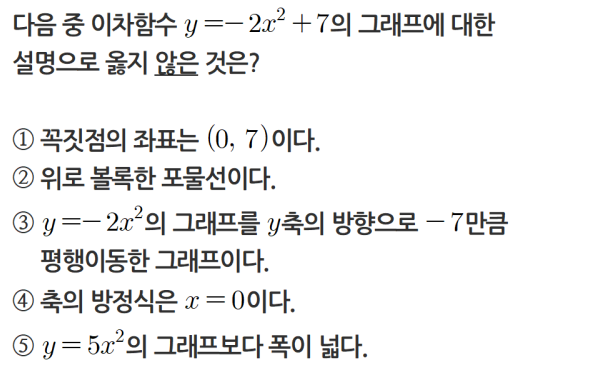 다음 중 이차함수 y=−2x²+7의 그래프에 대한
설명으로 옳지 않은 것은?
① 꼭짓점의 좌표는 (0, 7)이다.
② 위로 볼록한 포물선이다.
③ y=−2x²의 그래프를 y축의 방향으로 −7만큼
평행이동한 그래프이다.
④ 축의 방정식은 x=0이다.
⑤ y=5x²의 그래프보다 폭이 넓다.